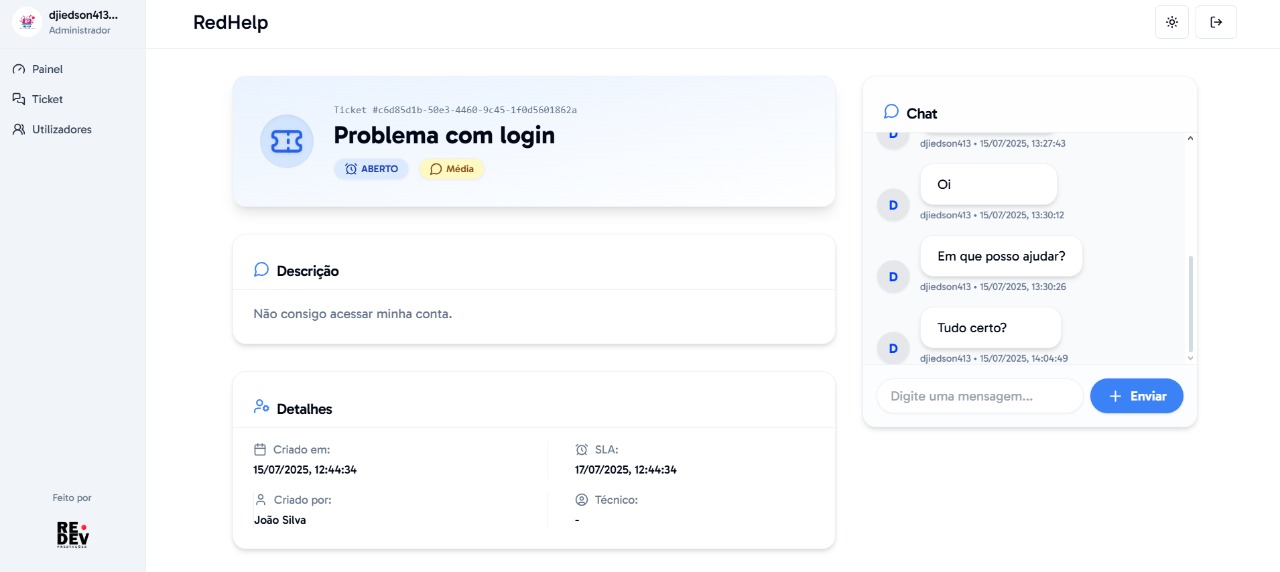 djiedson413...
Administrador
RedHelp
Painel
Ticket
Utilizadores
Ticket #c6d85d1b-50e3-4460-9c45-1f0d5601862a
Problema com login
ABERTO
Média
Descrição
Não consigo acessar minha conta.
Detalhes
Criado em:
15/07/2025, 12:44:34
SLA:
17/07/2025, 12:44:34
Criado por:
João Silva
Técnico:
-
Chat
D
djiedson413 • 15/07/2025, 13:27:43
Oi
D
djiedson413 • 15/07/2025, 13:30:12
Em que posso ajudar?
D
djiedson413 • 15/07/2025, 13:30:26
Tudo certo?
D
djiedson413 • 15/07/2025, 14:04:49
Digite uma mensagem...
Enviar
Feito por
RE
DEV